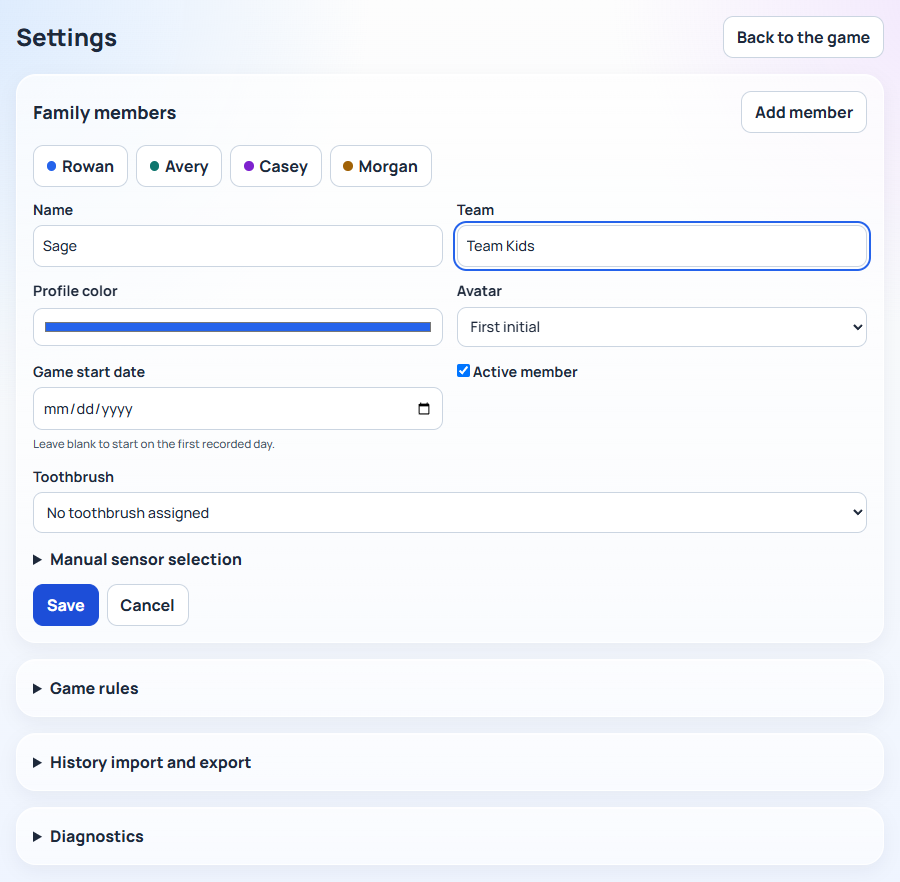 Settings
Back to the game
Family members
Add member
Rowan
Avery
Casey
Morgan
Name
Team
Sage
Team Kids
Profile color
Avatar
First initial
Game start date
Active member
mm/dd/yyyy
Leave blank to start on the first recorded day.
Toothbrush
No toothbrush assigned
Manual sensor selection
Save
Cancel
Game rules
History import and export
Diagnostics